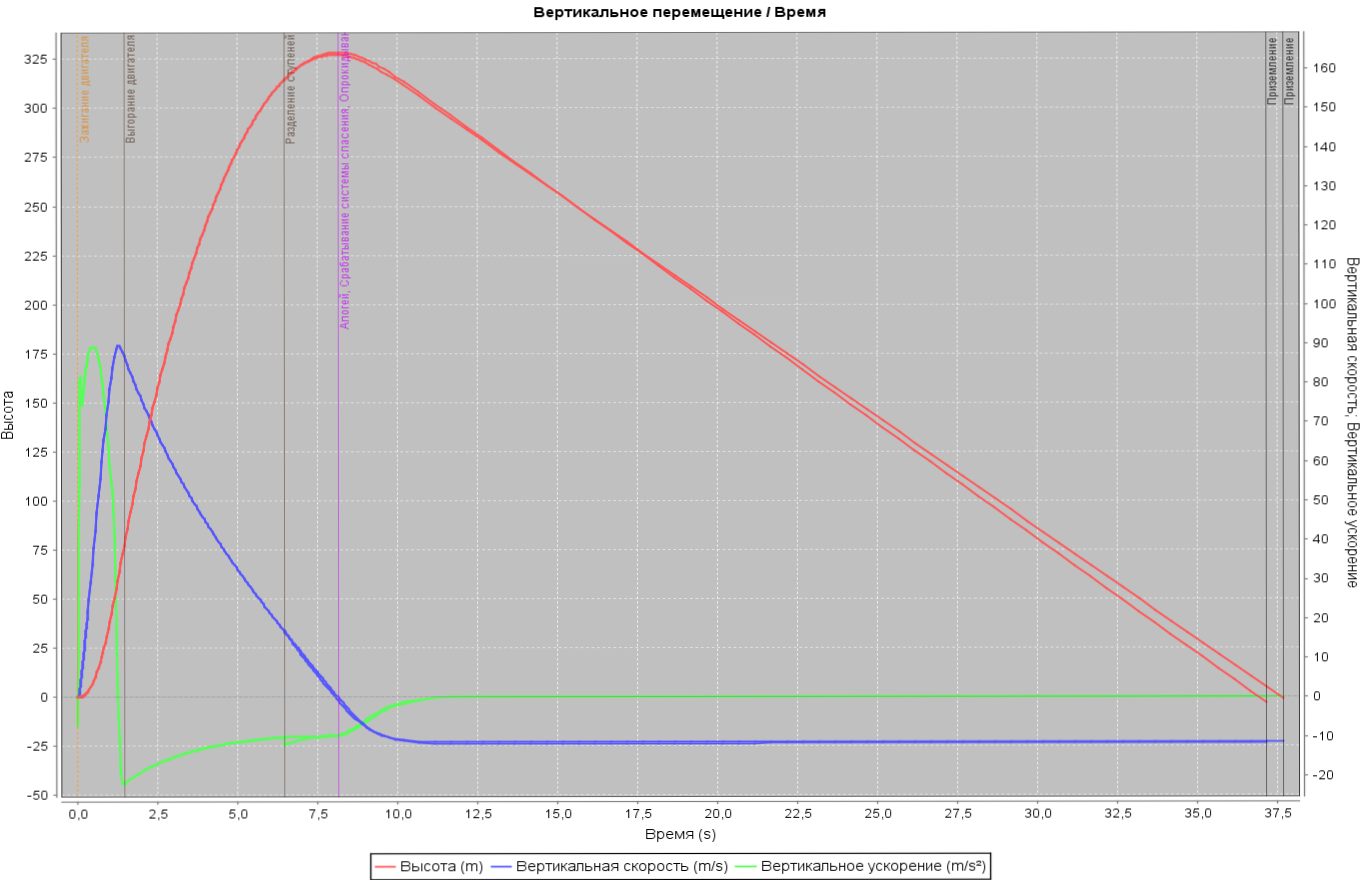 Вертикальное перемещение / Время
Зажигание двигателя
Выгорание двигателя
Разделение ступеней
Апогей, Срабатывание системы спасения, Опрокидыван
Приземление
Приземление
Высота
325
300
275
250
225
200
175
150
125
100
75
50
25
0
-25
-50
160
150
140
130
120
110
100
90
80
70
60
50
40
30
20
10
0
-10
-20
Вертикальная скорость; Вертикальное ускорение
0,0 2,5 5,0 7,5 10,0 12,5 15,0 17,5 20,0 22,5 25,0 27,5 30,0 32,5 35,0 37,5
Время (s)
Высота (m) Вертикальная скорость (m/s) Вертикальное ускорение (m/s²)